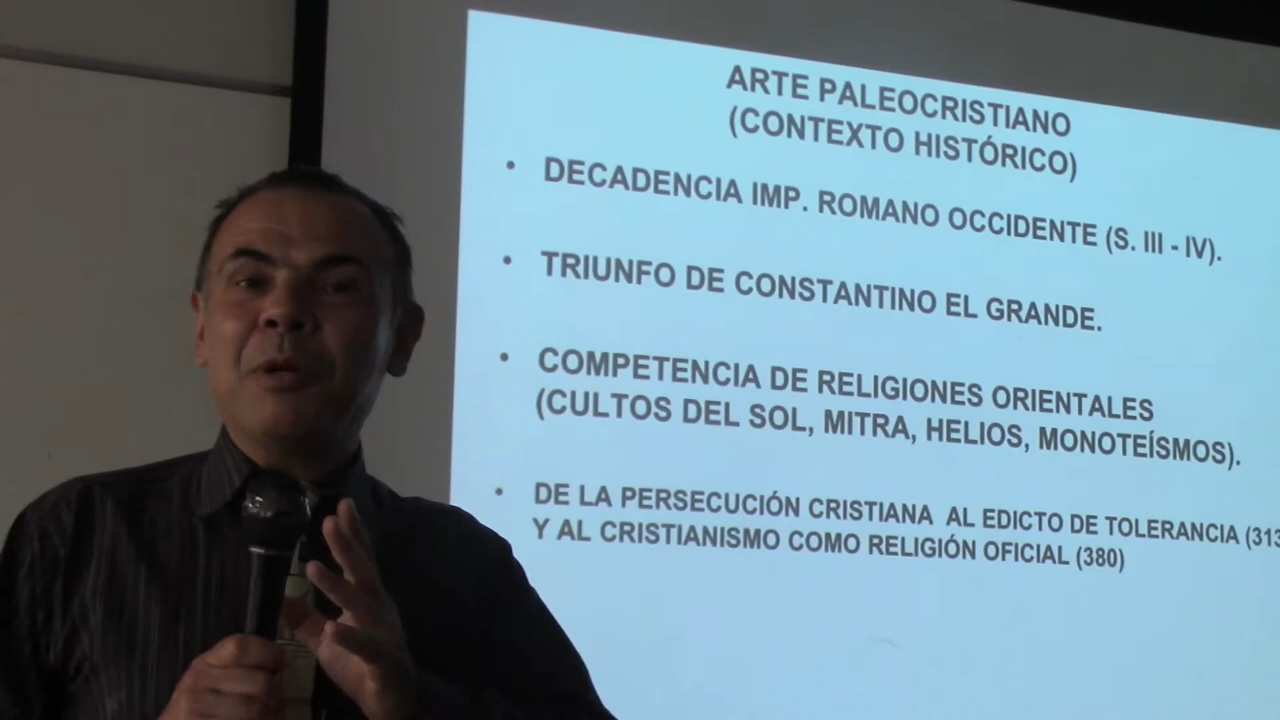 ARTE PALEOCRISTIANO
(CONTEXTO HISTÓRICO)
• DECADENCIA IMP. ROMANO OCCIDENTE (S. III - IV).
• TRIUNFO DE CONSTANTINO EL GRANDE.
• COMPETENCIA DE RELIGIONES ORIENTALES
(CULTOS DEL SOL, MITRA, HELIOS, MONOTEÍSMOS).
• DE LA PERSECUCIÓN CRISTIANA AL EDICTO DE TOLERANCIA (313
Y AL CRISTIANISMO COMO RELIGIÓN OFICIAL (380)